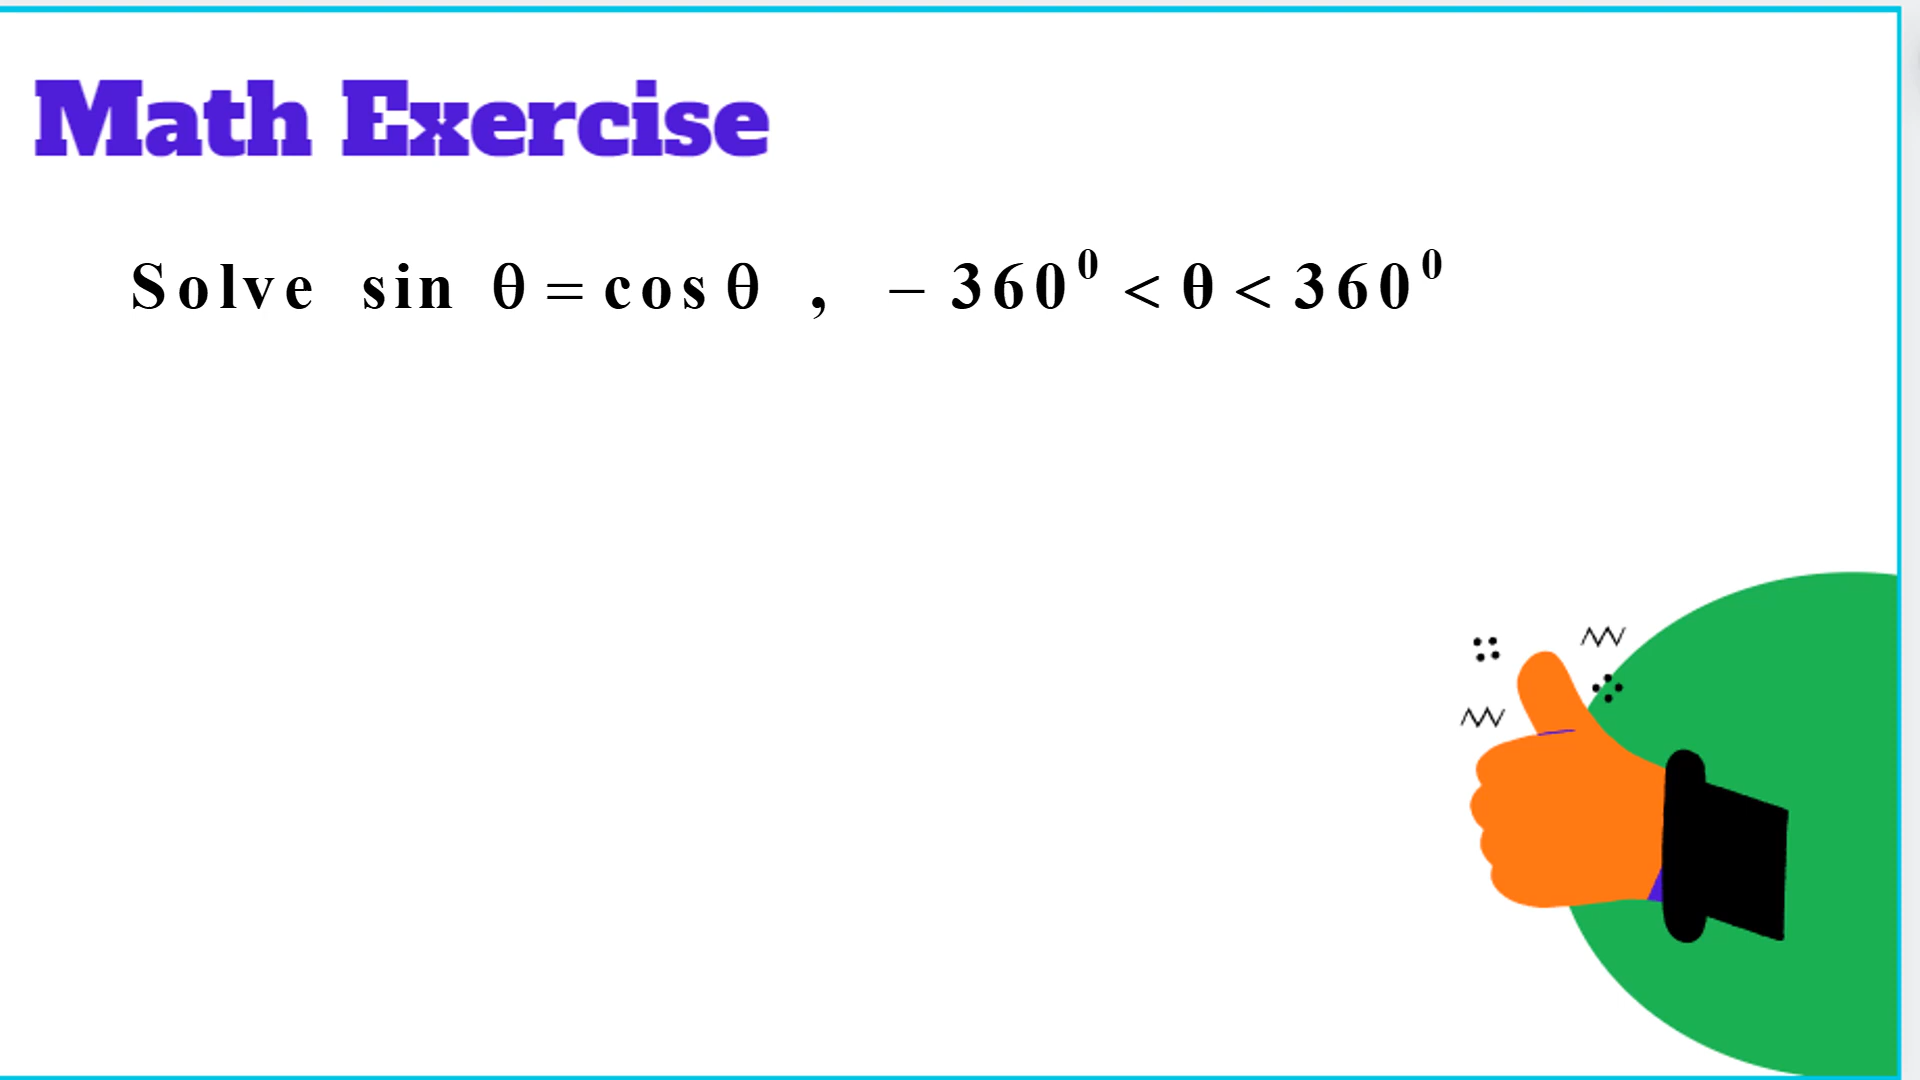 Math Exercise
Solve sin θ = cos θ , − 360⁰ < θ < 360⁰